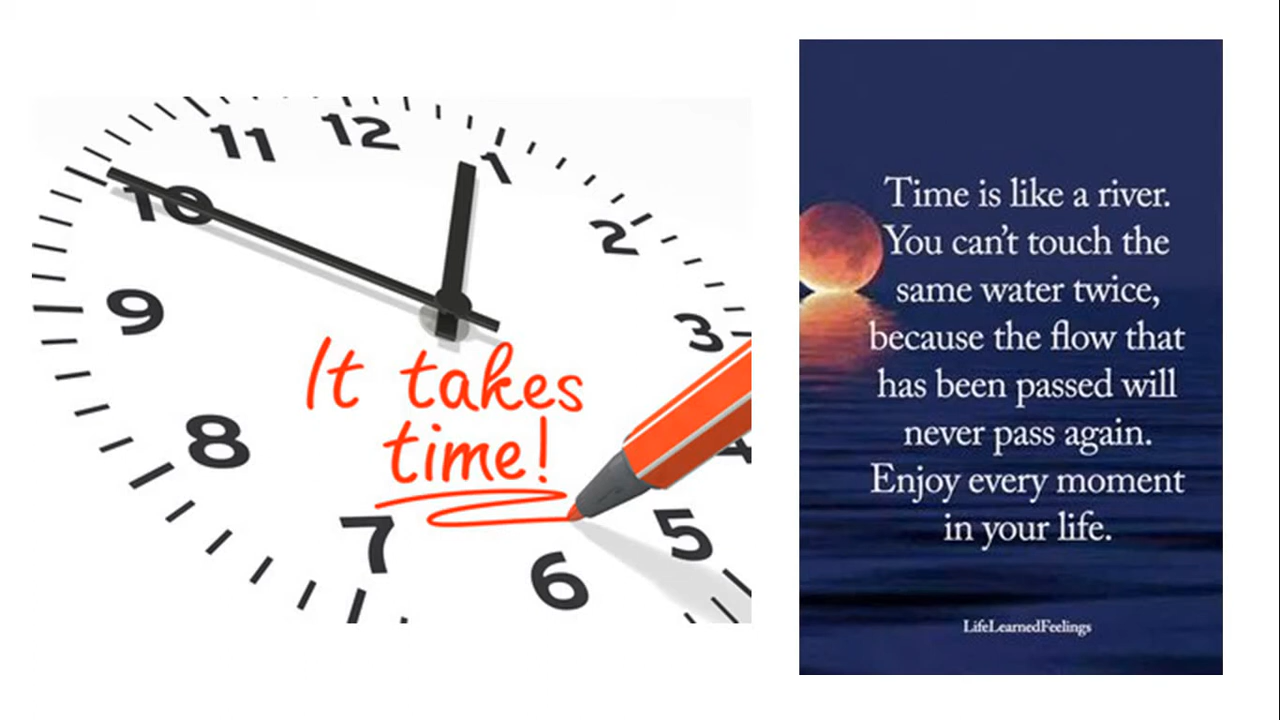 11
12
1
10
2
9
3
8
4
7
5
6
It takes
time!
Time is like a river.
You can't touch the
same water twice,
because the flow that
has been passed will
never pass again.
Enjoy every moment
in your life.
LifeLearnedFeelings